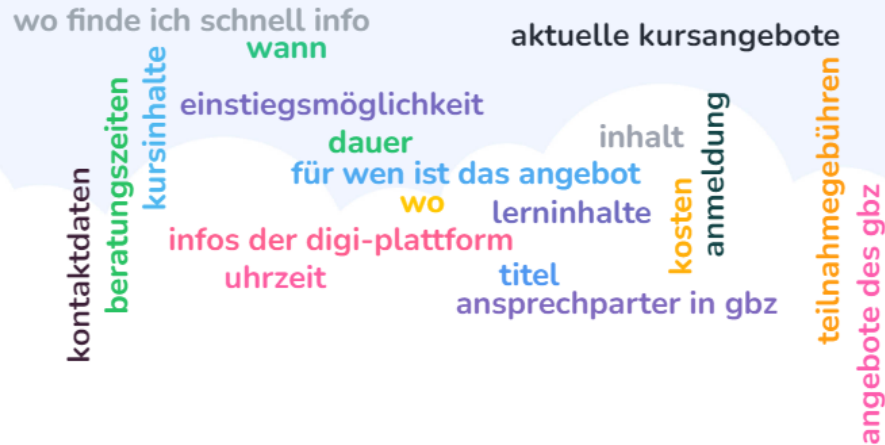 wo finde ich schnell info
aktuelle kursangebote
wann
kursinhalte
beratungszeiten
einstiegsmöglichkeit
dauer
inhalt
anmeldung
teilnahmegebühren
für wen ist das angebot
kontaktdaten
wo
lerninhalte
kosten
angebote des gbz
infos der digi-plattform
uhrzeit
titel
ansprechparter in gbz